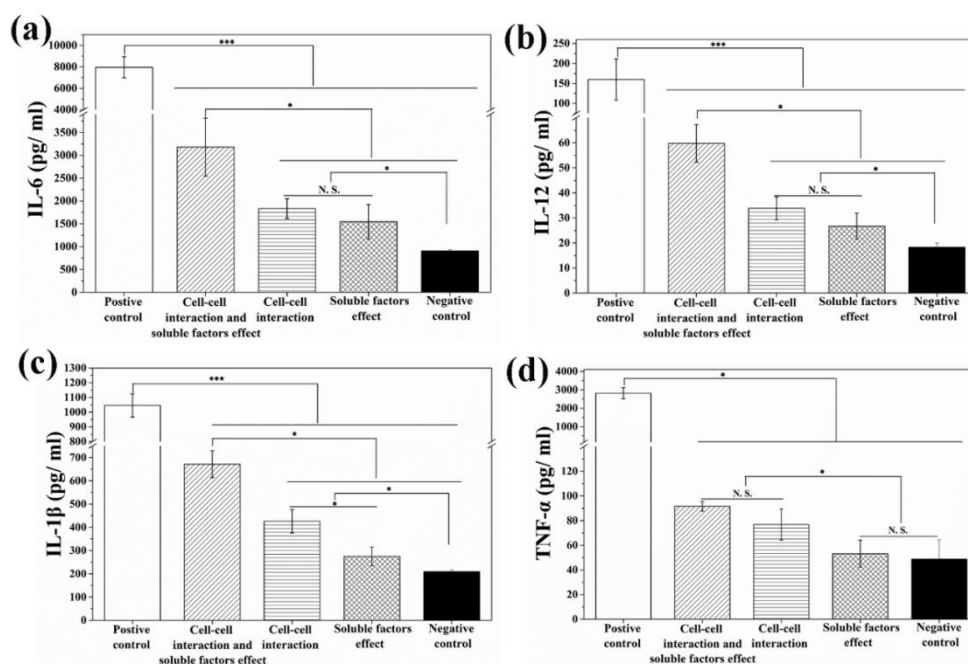 (a)
IL-6 (pg/ ml)
10000
8000
6000
4000
3500
3000
2500
2000
1500
1000
500
0
***
*
*
N. S.
Postive
control
Cell-cell
interaction and
soluble factors effect
Cell-cell
interaction
Soluble factors
effect
Negative
control
(b)
IL-12 (pg/ ml)
250
225
200
175
150
125
100
75
60
50
40
30
20
10
0
***
*
*
N. S.
Postive
control
Cell-cell
interaction and
soluble factors effect
Cell-cell
interaction
Soluble factors
effect
Negative
control
(c)
IL-1β (pg/ ml)
1300
1200
1100
1000
900
800
700
600
500
400
300
200
100
0
***
*
*
*
Postive
control
Cell-cell
interaction and
soluble factors effect
Cell-cell
interaction
Soluble factors
effect
Negative
control
(d)
TNF-α (pg/ ml)
4000
3000
2000
1000
120
100
80
60
40
20
0
*
*
N. S.
N. S.
Postive
control
Cell-cell
interaction and
soluble factors effect
Cell-cell
interaction
Soluble factors
effect
Negative
control